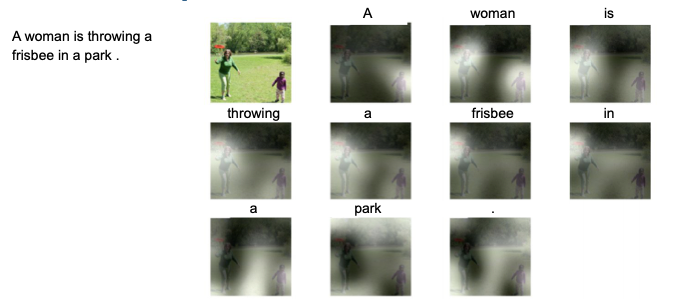 A woman is throwing a
frisbee in a park .
A woman is
throwing a frisbee in
a park .